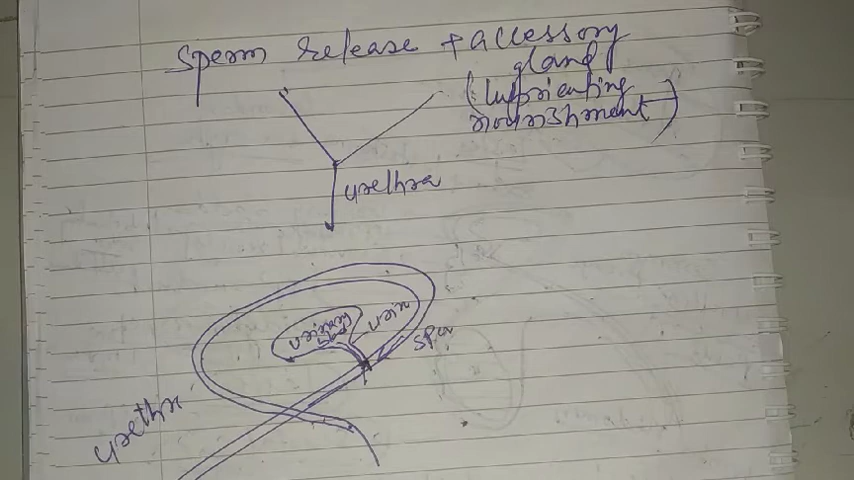 Sperm release + accessory
gland
(lubricating
nourishment)
urethra
urethra